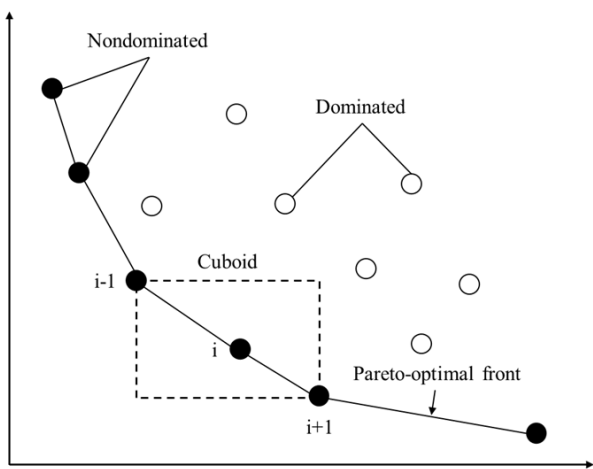 Nondominated
Dominated
Cuboid
i-1
i
Pareto-optimal front
i+1